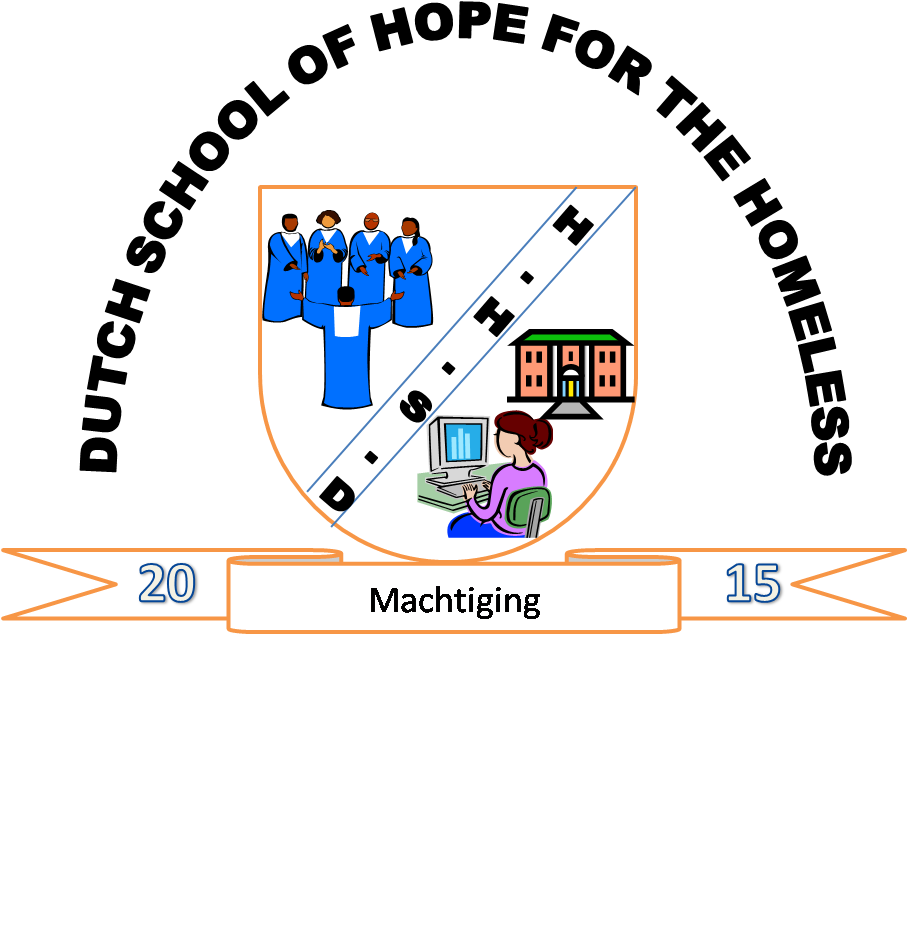 DUTCH SCHOOL OF HOPE FOR THE HOMELESS
D . S . H . H
20 15
Machtiging